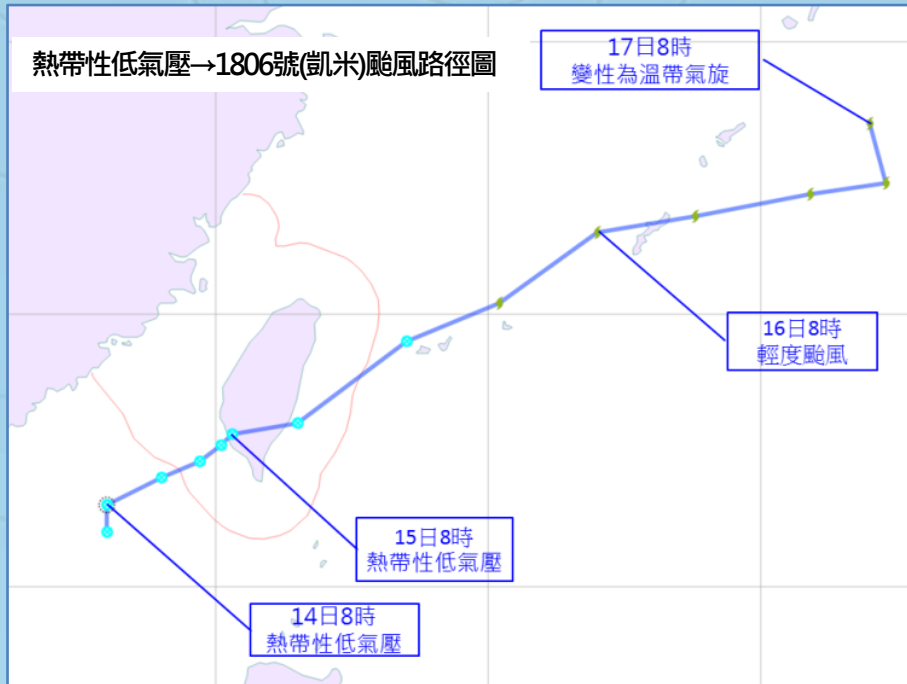 熱帶性低氣壓→1806號(凱米)颱風路徑圖
17日8時
變性為溫帶氣旋
16日8時
輕度颱風
15日8時
熱帶性低氣壓
14日8時
熱帶性低氣壓